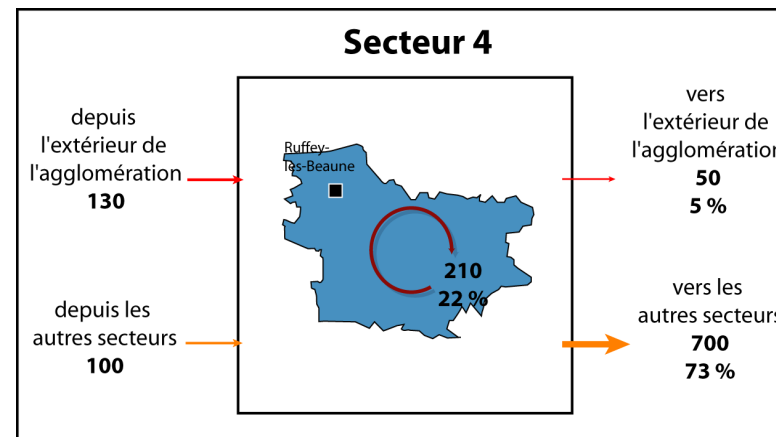 Secteur 4
depuis
l'extérieur de
l'agglomération
130
depuis les
autres secteurs
100
Ruffey-
lès-Beaune
210
22 %
vers
l'extérieur de
l'agglomération
50
5 %
vers les
autres secteurs
700
73 %